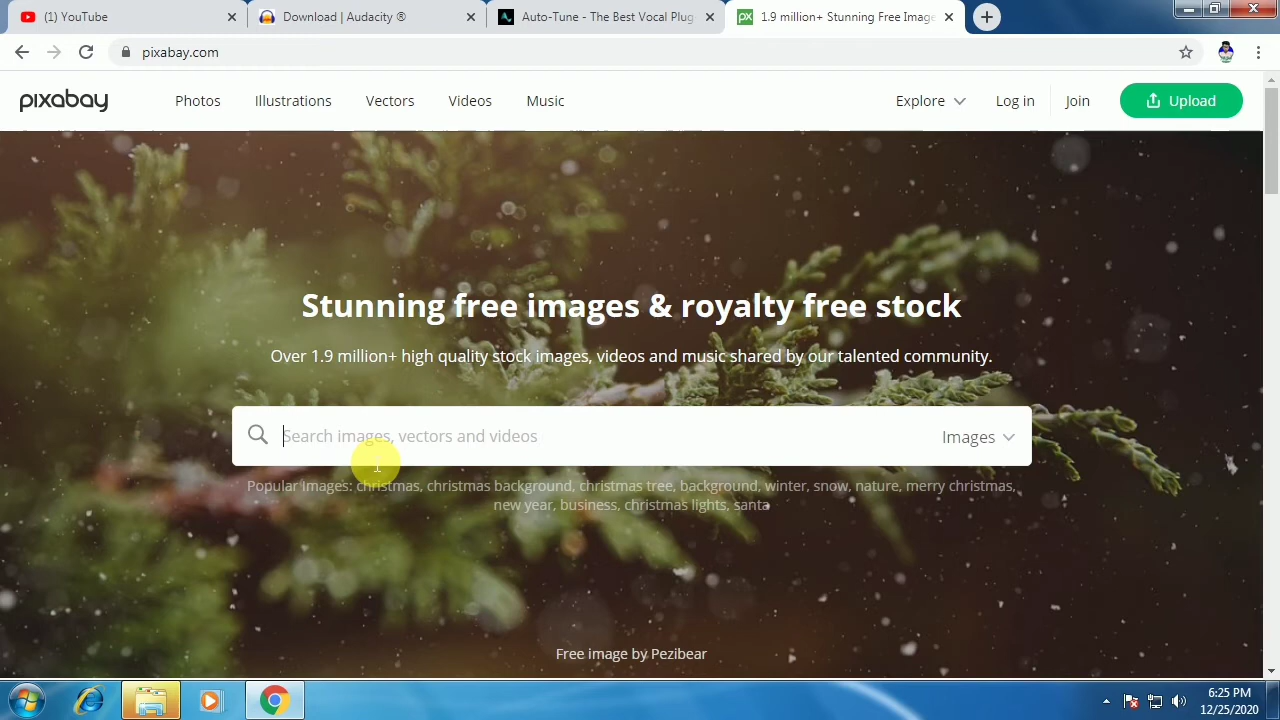 (1) YouTube
Download | Audacity ®
Auto-Tune - The Best Vocal Plug
px
1.9 million+ Stunning Free Image
pixabay.com
pixabay
Photos
Illustrations
Vectors
Videos
Music
Explore
Log in
Join
Upload
Stunning free images & royalty free stock
Over 1.9 million+ high quality stock images, videos and music shared by our talented community.
Search images, vectors and videos
Images
Popular images: christmas, christmas background, christmas tree, background, winter, snow, nature, merry christmas,
new year, business, christmas lights, santa
Free image by Pezibear
6:25 PM
12/25/2020